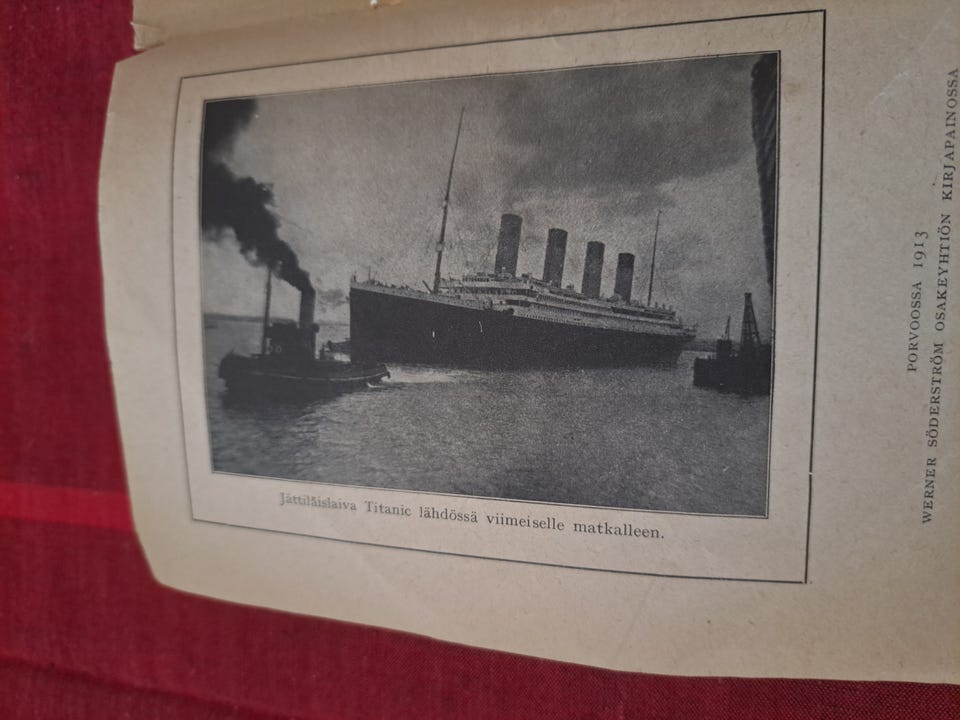 Jättiläislaiva Titanic lähdössä viimeiselle matkalleen.
PORVOOSSA 1913
WERNER SÖDERSTRÖM OSAKEYHTIÖN KIRJAPAINOSSA